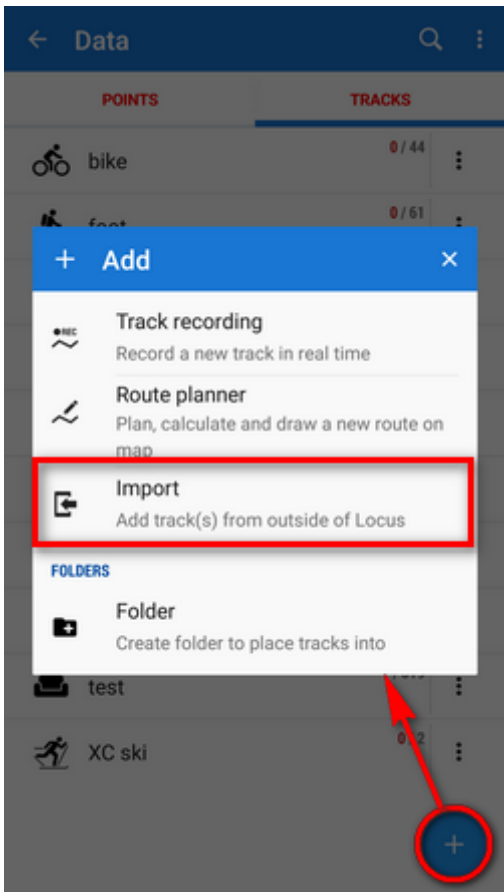 Data
POINTS TRACKS
bike 0 / 44
foot 0 / 61
+ Add ×
REC
Track recording
Record a new track in real time
Route planner
Plan, calculate and draw a new route on
map
Import
Add track(s) from outside of Locus
FOLDERS
Folder
Create folder to place tracks into
test
XC ski
+